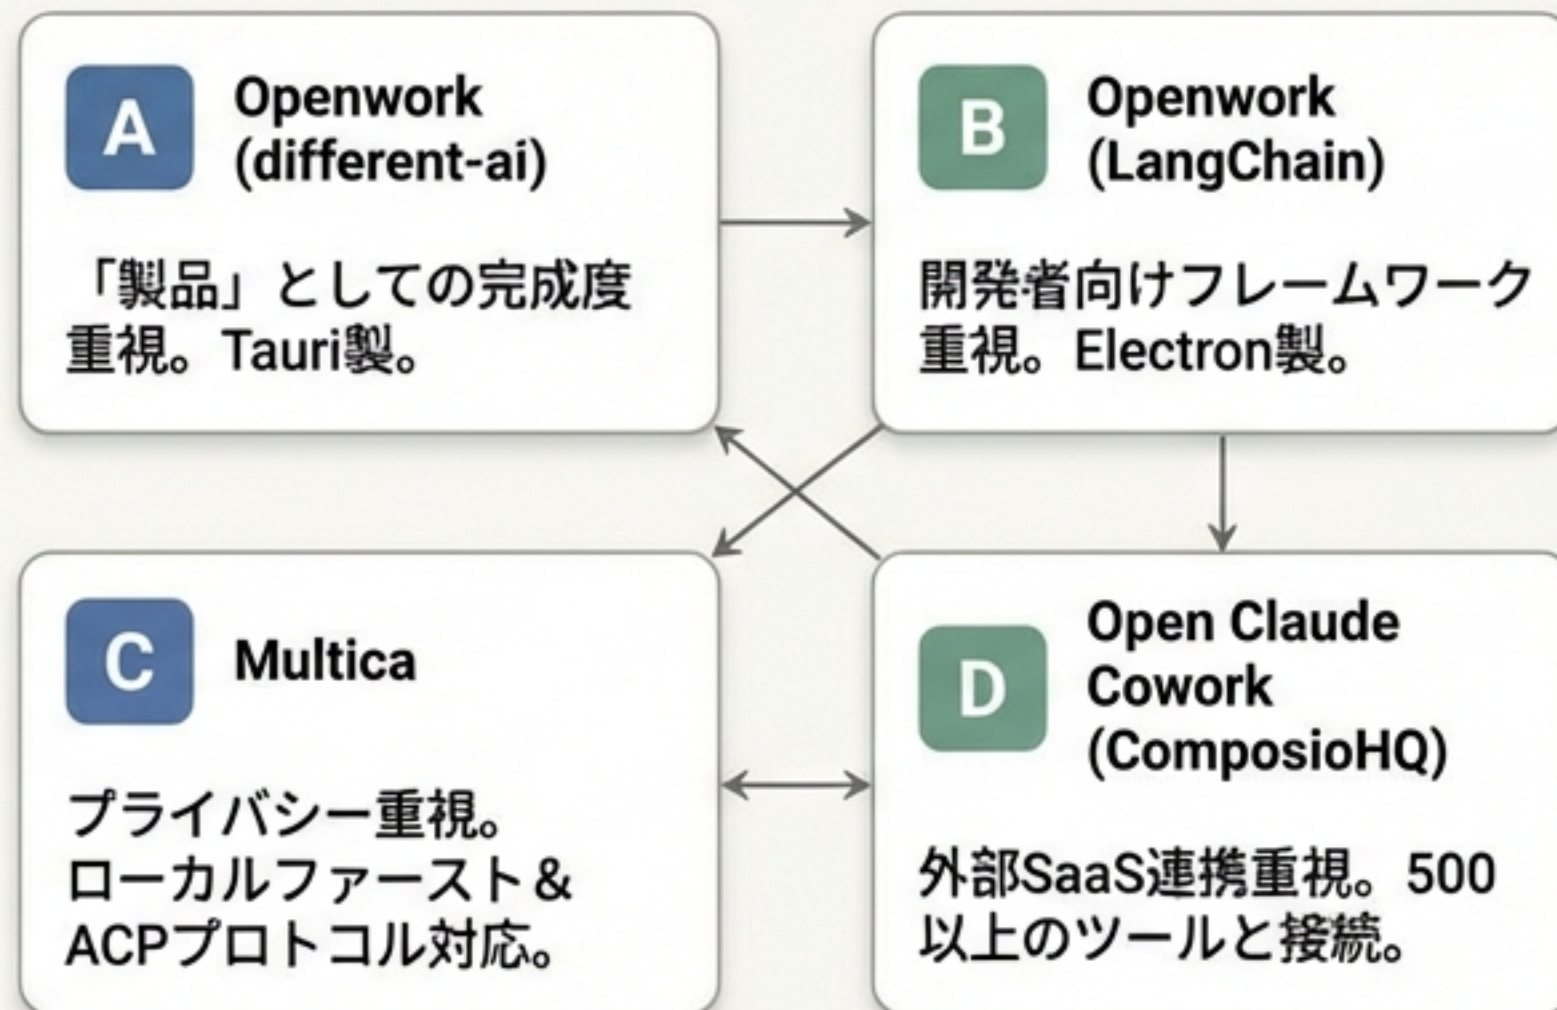 A
Openwork
(different-ai)
「製品」としての完成度
重視。Tauri製。
B
Openwork
(LangChain)
開発者向けフレームワーク
重視。Electron製。
C
Multica
プライバシー重視。
ローカルファースト&
ACPプロトコル対応。
D
Open Claude
Cowork
(ComposioHQ)
外部SaaS連携重視。500
以上のツールと接続。